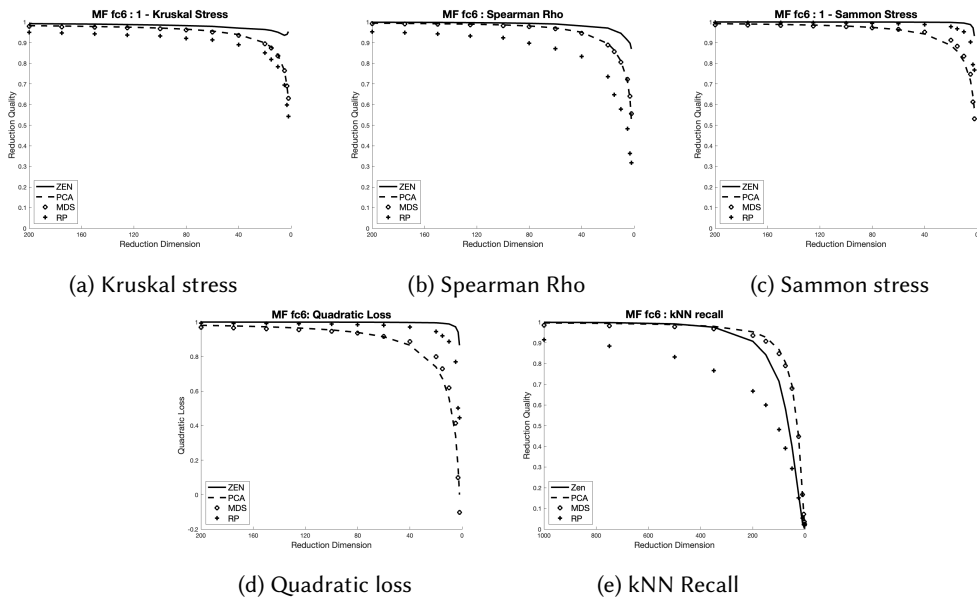 MF fc6 : 1 - Kruskal Stress
1
0.9
0.8
0.7
0.6
0.5
0.4
0.3
0.2
0.1
0
Reduction Quality
ZEN
PCA
MDS
RP
200 160 120 80 40 0
Reduction Dimension
(a) Kruskal stress
MF fc6 : Spearman Rho
1
0.9
0.8
0.7
0.6
0.5
0.4
0.3
0.2
0.1
0
Reduction Quality
ZEN
PCA
MDS
RP
200 160 120 80 40 0
Reduction Dimension
(b) Spearman Rho
MF fc6 : 1 - Sammon Stress
1
0.9
0.8
0.7
0.6
0.5
0.4
0.3
0.2
0.1
0
Reduction Quality
ZEN
PCA
MDS
RP
200 160 120 80 40 0
Reduction Dimension
(c) Sammon stress
MF fc6: Quadratic Loss
1
0.8
0.6
0.4
0.2
0
-0.2
Quadratic Loss
ZEN
PCA
MDS
RP
200 160 120 80 40 0
Reduction Dimension
(d) Quadratic loss
MF fc6 : kNN recall
1
0.9
0.8
0.7
0.6
0.5
0.4
0.3
0.2
0.1
0
Reduction Quality
Zen
PCA
MDS
RP
1000 800 600 400 200 0
Reduction Dimension
(e) kNN Recall